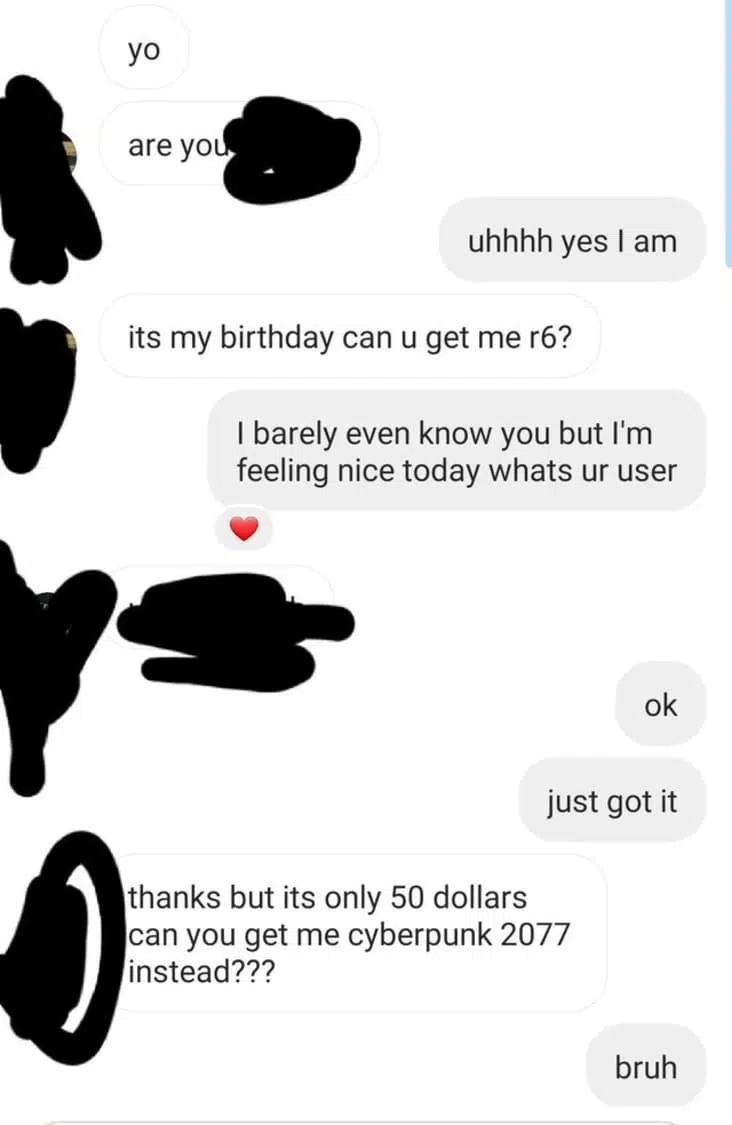 yo
are you
uhhhh yes I am
its my birthday can u get me r6?
I barely even know you but I'm
feeling nice today whats ur user
ok
just got it
thanks but its only 50 dollars
can you get me cyberpunk 2077
instead???
bruh